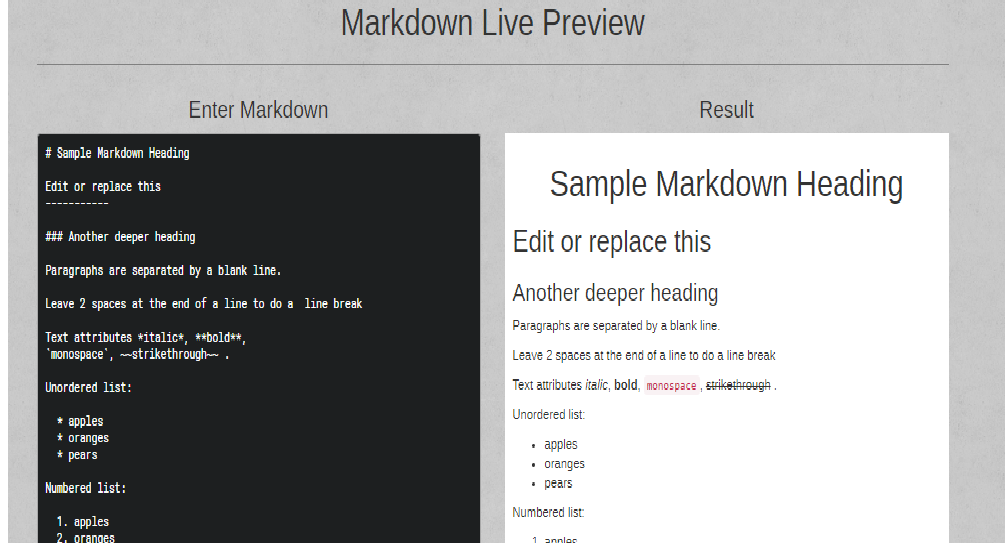 Markdown Live Preview
Enter Markdown
# Sample Markdown Heading
Edit or replace this
-----------
### Another deeper heading
Paragraphs are separated by a blank line.
Leave 2 spaces at the end of a line to do a  line break
Text attributes *italic*, **bold**,
`monospace`, ~~strikethrough~~ .
Unordered list:
  * apples
  * oranges
  * pears
Numbered list:
  1. apples
  2. oranges
Result
Sample Markdown Heading
Edit or replace this
Another deeper heading
Paragraphs are separated by a blank line.
Leave 2 spaces at the end of a line to do a line break
Text attributes italic, bold, monospace , strikethrough .
Unordered list:
• apples
• oranges
• pears
Numbered list:
1. apples